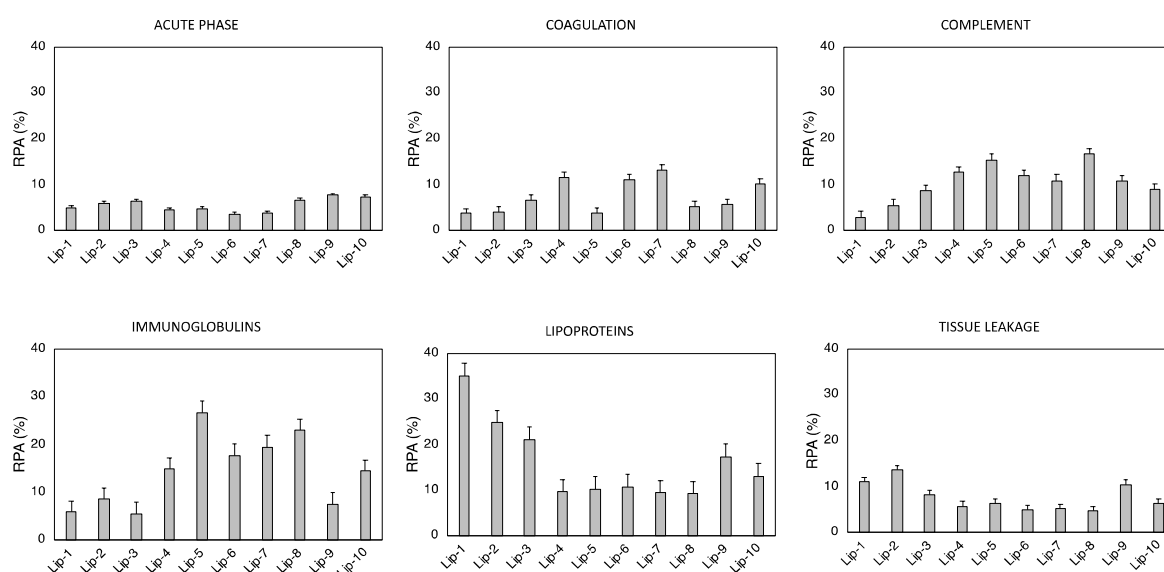 ACUTE PHASE
RPA (%)
40
30
20
10
0
Lip-1
Lip-2
Lip-3
Lip-4
Lip-5
Lip-6
Lip-7
Lip-8
Lip-9
Lip-10
COAGULATION
RPA (%)
40
30
20
10
0
Lip-1
Lip-2
Lip-3
Lip-4
Lip-5
Lip-6
Lip-7
Lip-8
Lip-9
Lip-10
COMPLEMENT
RPA (%)
40
30
20
10
0
Lip-1
Lip-2
Lip-3
Lip-4
Lip-5
Lip-6
Lip-7
Lip-8
Lip-9
Lip-10
IMMUNOGLOBULINS
RPA (%)
40
30
20
10
0
Lip-1
Lip-2
Lip-3
Lip-4
Lip-5
Lip-6
Lip-7
Lip-8
Lip-9
Lip-10
LIPOPROTEINS
RPA (%)
40
30
20
10
0
Lip-1
Lip-2
Lip-3
Lip-4
Lip-5
Lip-6
Lip-7
Lip-8
Lip-9
Lip-10
TISSUE LEAKAGE
RPA (%)
40
30
20
10
0
Lip-1
Lip-2
Lip-3
Lip-4
Lip-5
Lip-6
Lip-7
Lip-8
Lip-9
Lip-10